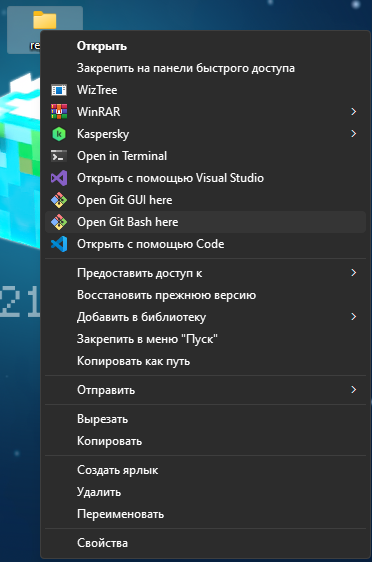 re
Открыть
Закрепить на панели быстрого доступа
WizTree
WinRAR
Kaspersky
Open in Terminal
Открыть с помощью Visual Studio
Open Git GUI here
Open Git Bash here
Открыть с помощью Code
21
Предоставить доступ к
Восстановить прежнюю версию
Добавить в библиотеку
Закрепить в меню "Пуск"
Копировать как путь
Отправить
Вырезать
Копировать
Создать ярлык
Удалить
Переименовать
Свойства